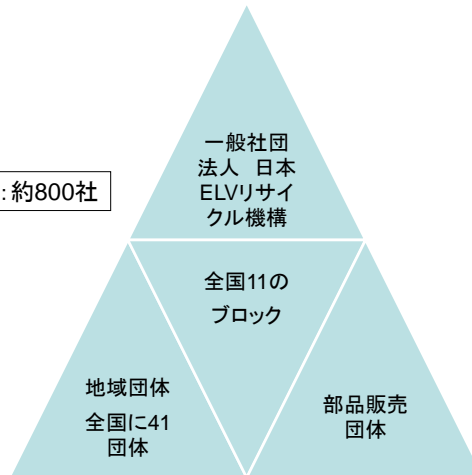 一般社団
法人 日本
ELVリサイ
クル機構
：約800社
全国11の
ブロック
地域団体
全国に41
団体
部品販売
団体